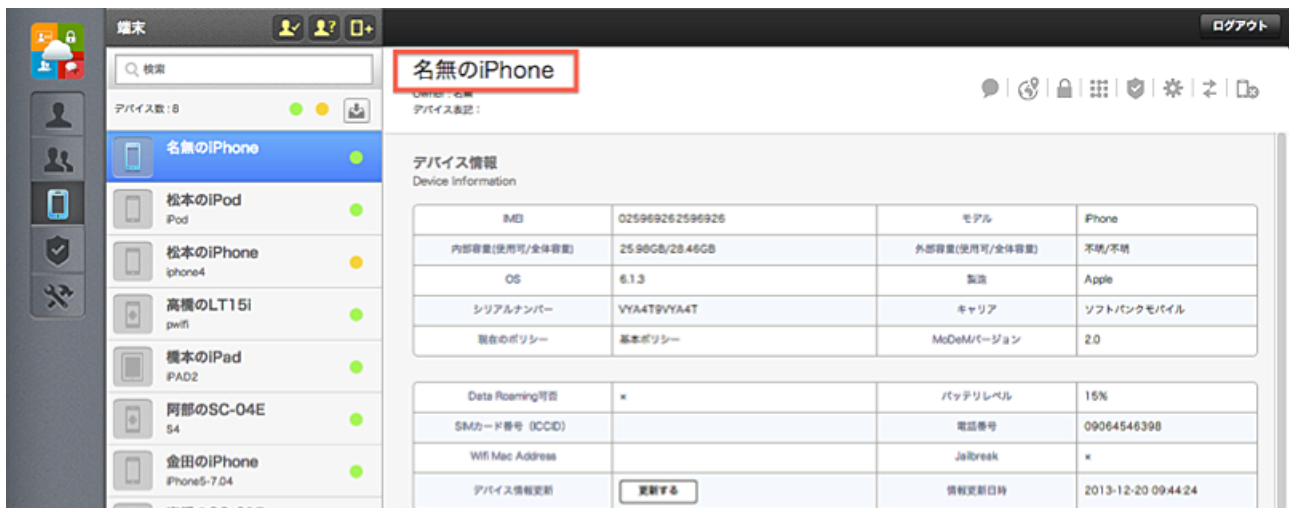 端末
ログアウト
検索
デバイス数：8
名無のiPhone
松本のiPod
iPod
松本のiPhone
iphone4
高橋のLT15i
pwifi
橋本のiPad
iPAD2
阿部のSC-04E
S4
金田のiPhone
iPhone5-7.04
名無のiPhone
Owner : 名無
デバイス表記 :
デバイス情報
Device Information
IMEI 025969262596926 モデル iPhone
内部容量(使用可/全体容量) 25.98GB/28.46GB 外部容量(使用可/全体容量) 不明/不明
OS 6.1.3 製造 Apple
シリアルナンバー VYA4T9VYA4T キャリア ソフトバンクモバイル
現在のポリシー 基本ポリシー MoDeMバージョン 2.0
Data Roaming可否 × バッテリレベル 15%
SIMカード番号 (ICCID) 電話番号 09064546398
Wifi Mac Address Jailbreak ×
デバイス情報更新 更新する 情報更新日時 2013-12-20 09:44:24